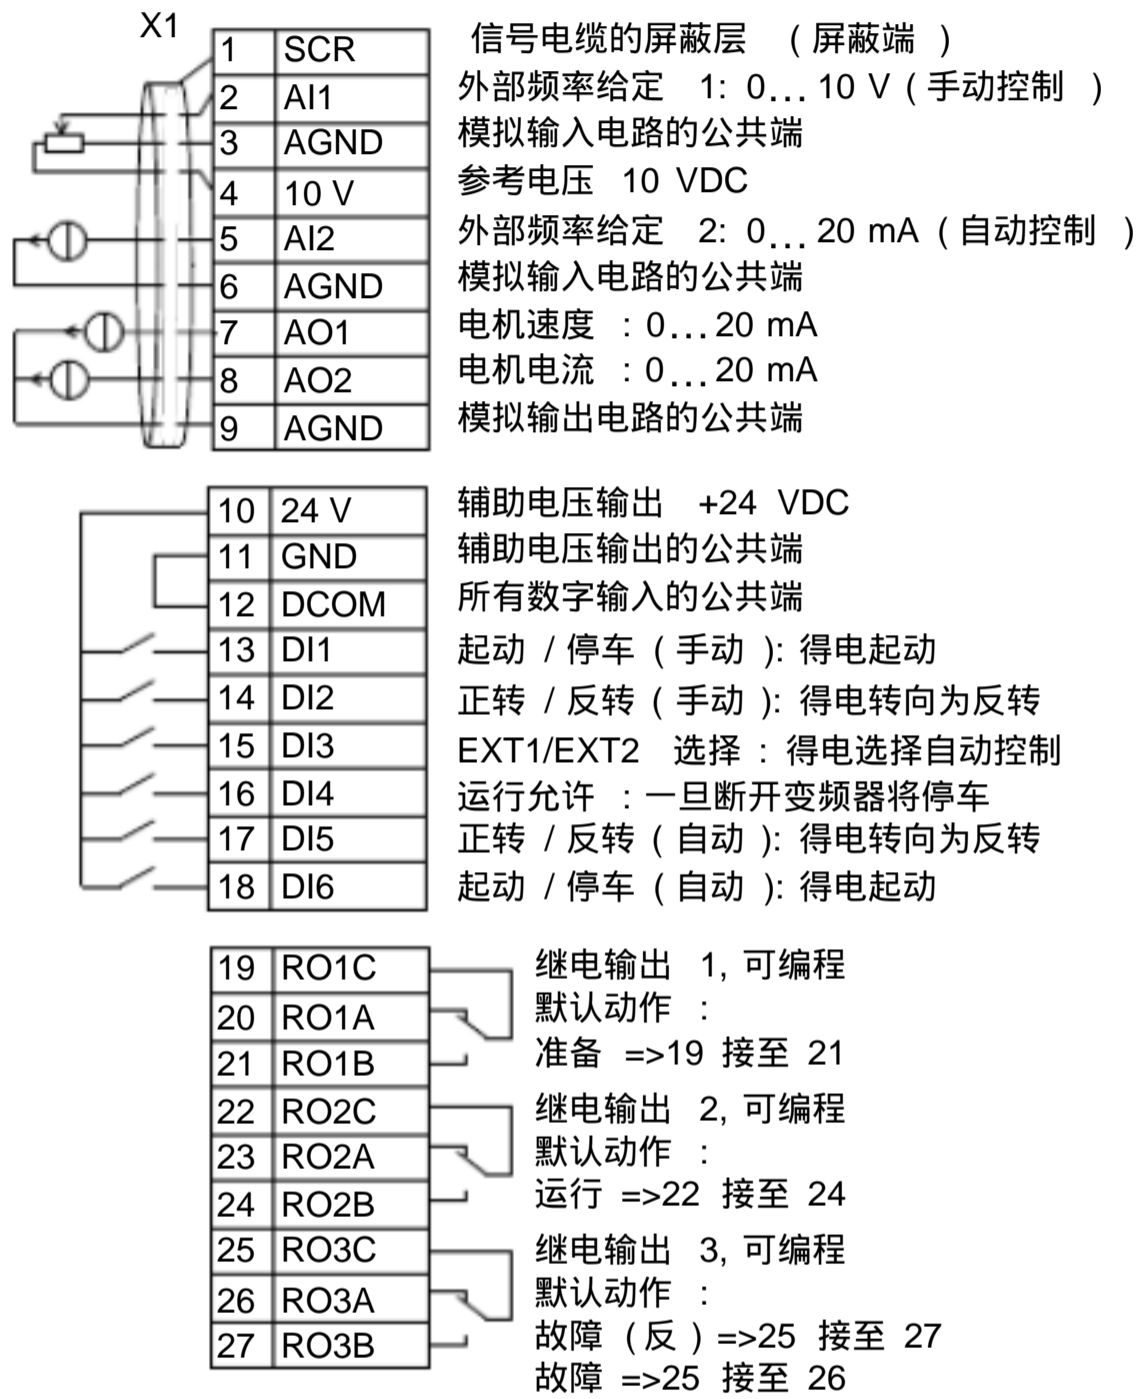 X1
1 SCR 信号电缆的屏蔽层 (屏蔽端)
2 AI1 外部频率给定 1: 0...10 V (手动控制)
3 AGND 模拟输入电路的公共端
4 10 V 参考电压 10 VDC
5 AI2 外部频率给定 2: 0...20 mA (自动控制)
6 AGND 模拟输入电路的公共端
7 AO1 电机速度 : 0...20 mA
8 AO2 电机电流 : 0...20 mA
9 AGND 模拟输出电路的公共端
10 24 V 辅助电压输出 +24 VDC
11 GND 辅助电压输出的公共端
12 DCOM 所有数字输入的公共端
13 DI1 起动 / 停车 (手动): 得电起动
14 DI2 正转 / 反转 (手动): 得电转向为反转
15 DI3 EXT1/EXT2 选择 : 得电选择自动控制
16 DI4 运行允许 : 一旦断开变频器将停车
17 DI5 正转 / 反转 (自动): 得电转向为反转
18 DI6 起动 / 停车 (自动): 得电起动
19 RO1C 继电输出 1, 可编程
20 RO1A 默认动作 :
21 RO1B 准备 =>19 接至 21
22 RO2C 继电输出 2, 可编程
23 RO2A 默认动作 :
24 RO2B 运行 =>22 接至 24
25 RO3C 继电输出 3, 可编程
26 RO3A 默认动作 :
27 RO3B 故障 (反) =>25 接至 27
故障 =>25 接至 26